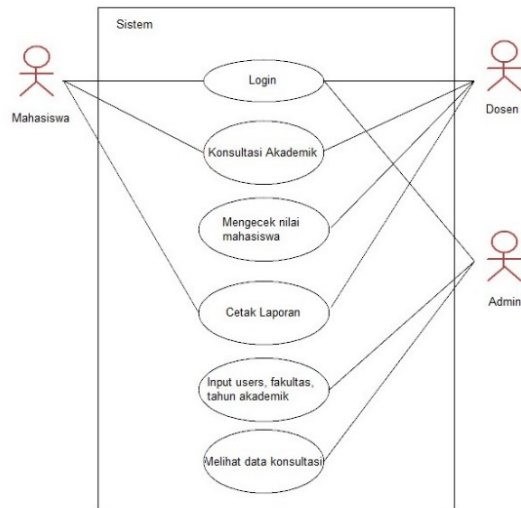 Sistem
Login
Mahasiswa
Dosen
Konsultasi Akademik
Mengecek nilai
mahasiswa
Admin
Cetak Laporan
Input users, fakultas,
tahun akademik
Melihat data konsultasi